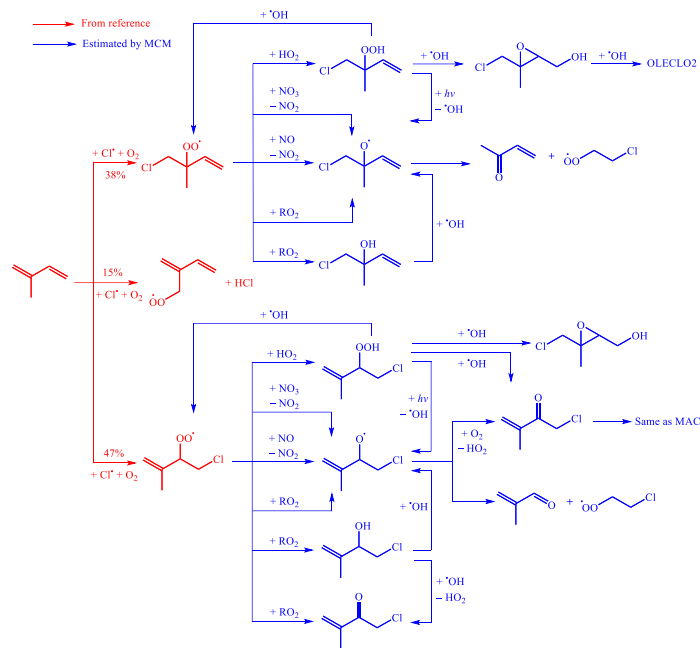 From reference
Estimated by MCM
+ •OH
OOH
+ HO2
Cl
+ •OH
O
Cl
OH
+ •OH
OLECLO2
+ NO3
− NO2
+ hν
− •OH
+ Cl• + O2
38%
OO•
Cl
+ NO
− NO2
O•
Cl
O
+
•OO
Cl
+ RO2
+ •OH
+ RO2
OH
Cl
15%
+ Cl• + O2
•OO
+ HCl
+ •OH
OOH
+ HO2
Cl
+ •OH
+ •OH
O
Cl
OH
+ NO3
− NO2
+ hν
− •OH
47%
+ Cl• + O2
OO•
Cl
+ NO
− NO2
O•
Cl
+ O2
− HO2
O
Cl
Same as MAC
+ RO2
+ •OH
O
+
•OO
Cl
+ RO2
OH
Cl
+ •OH
− HO2
+ RO2
O
Cl